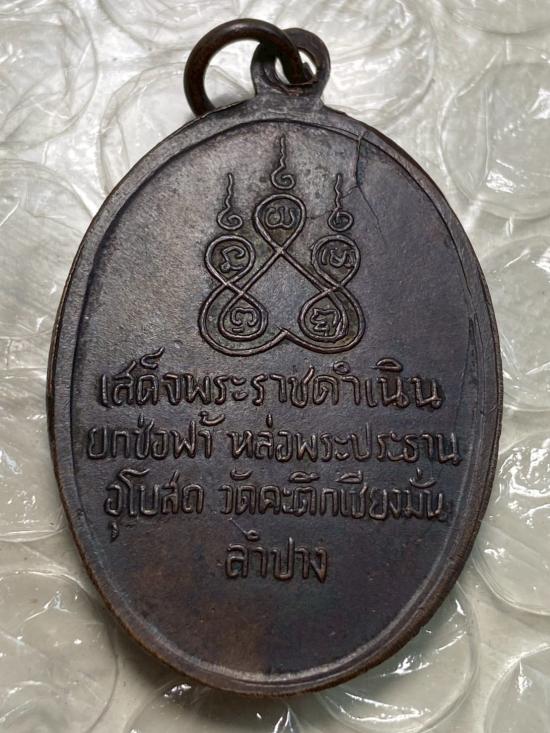 เสด็จพระราชดำเนิน
ยกช่อฟ้า หล่อพระประธาน
อุโบสถ วัดคะตึกเชียงมั่น
ลำปาง